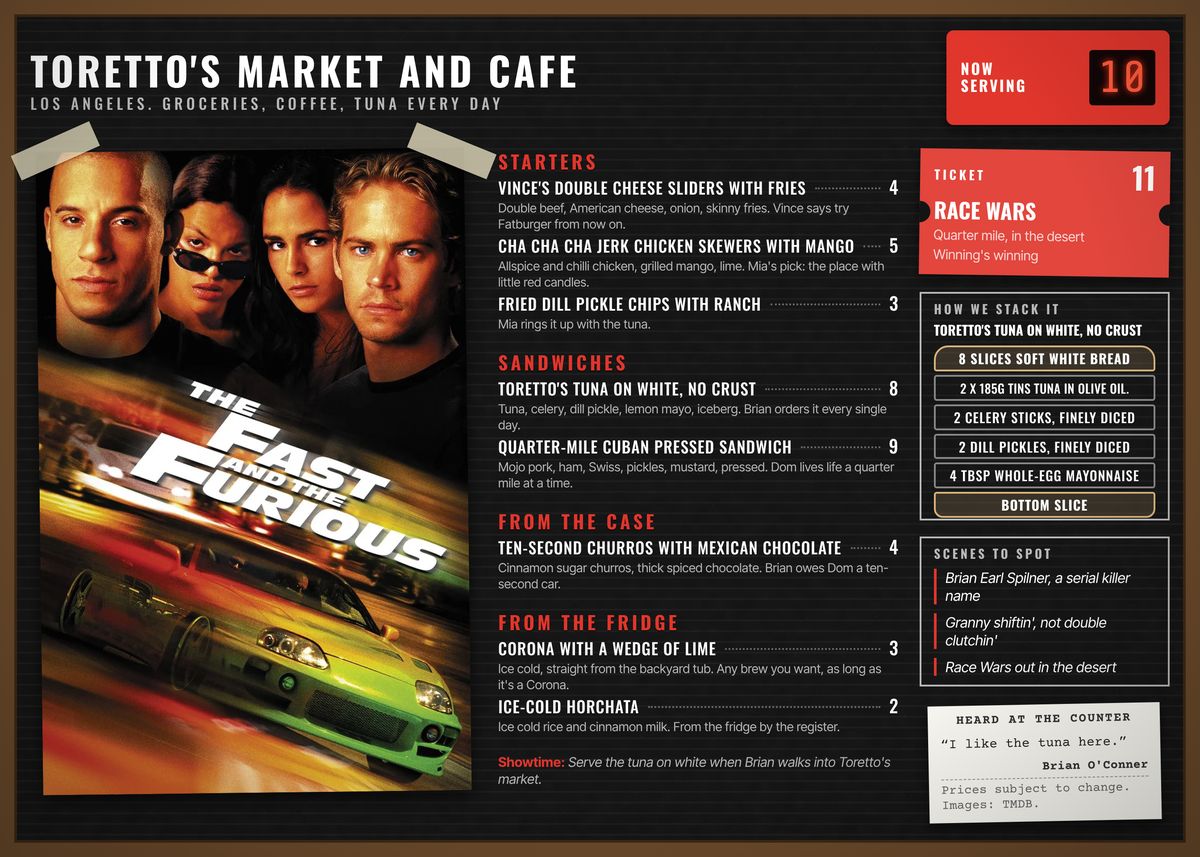 TORETTO'S MARKET AND CAFE
LOS ANGELES. GROCERIES, COFFEE, TUNA EVERY DAY
NOW
SERVING
10
THE
FAST
AND THE
FURIOUS
STARTERS
VINCE'S DOUBLE CHEESE SLIDERS WITH FRIES 4
Double beef, American cheese, onion, skinny fries. Vince says try
Fatburger from now on.
CHA CHA CHA JERK CHICKEN SKEWERS WITH MANGO 5
Allspice and chilli chicken, grilled mango, lime. Mia's pick: the place with
little red candles.
FRIED DILL PICKLE CHIPS WITH RANCH 3
Mia rings it up with the tuna.
SANDWICHES
TORETTO'S TUNA ON WHITE, NO CRUST 8
Tuna, celery, dill pickle, lemon mayo, iceberg. Brian orders it every single
day.
QUARTER-MILE CUBAN PRESSED SANDWICH 9
Mojo pork, ham, Swiss, pickles, mustard, pressed. Dom lives life a quarter
mile at a time.
FROM THE CASE
TEN-SECOND CHURROS WITH MEXICAN CHOCOLATE 4
Cinnamon sugar churros, thick spiced chocolate. Brian owes Dom a ten-
second car.
FROM THE FRIDGE
CORONA WITH A WEDGE OF LIME 3
Ice cold, straight from the backyard tub. Any brew you want, as long as
it's a Corona.
ICE-COLD HORCHATA 2
Ice cold rice and cinnamon milk. From the fridge by the register.
Showtime: Serve the tuna on white when Brian walks into Toretto's
market.
TICKET 11
RACE WARS
Quarter mile, in the desert
Winning's winning
HOW WE STACK IT
TORETTO'S TUNA ON WHITE, NO CRUST
8 SLICES SOFT WHITE BREAD
2 X 185G TINS TUNA IN OLIVE OIL.
2 CELERY STICKS, FINELY DICED
2 DILL PICKLES, FINELY DICED
4 TBSP WHOLE-EGG MAYONNAISE
BOTTOM SLICE
SCENES TO SPOT
Brian Earl Spilner, a serial killer
name
Granny shiftin', not double
clutchin'
Race Wars out in the desert
HEARD AT THE COUNTER
“I like the tuna here.”
Brian O'Conner
Prices subject to change.
Images: TMDB.